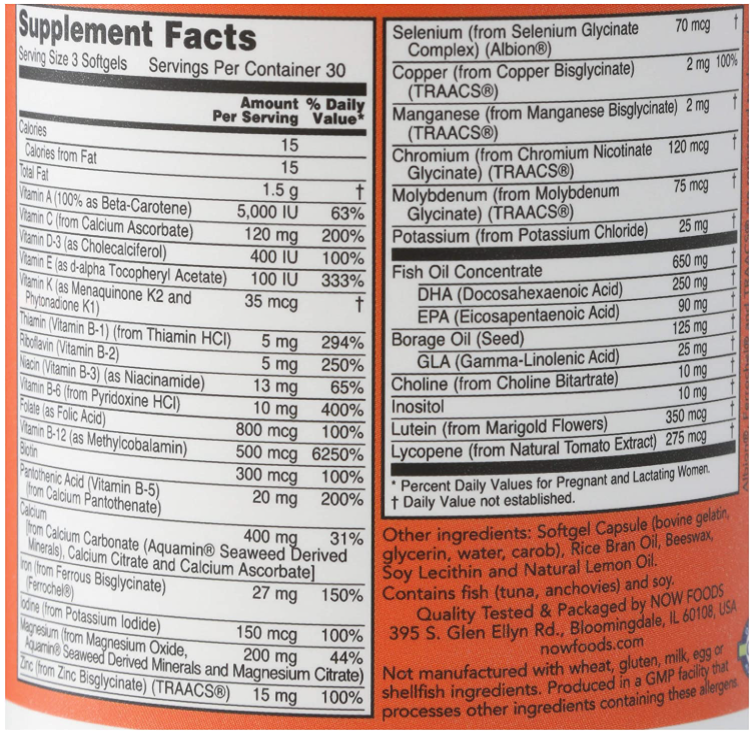 Supplement Facts
Serving Size 3 Softgels Servings Per Container 30
Amount Per Serving % Daily Value*
Calories 15
Calories from Fat 15
Total Fat 1.5 g †
Vitamin A (100% as Beta-Carotene) 5,000 IU 63%
Vitamin C (from Calcium Ascorbate) 120 mg 200%
Vitamin D-3 (as Cholecalciferol) 400 IU 100%
Vitamin E (as d-alpha Tocopheryl Acetate) 100 IU 333%
Vitamin K (as Menaquinone K2 and
Phytonadione K1) 35 mcg †
Thiamin (Vitamin B-1) (from Thiamin HCl) 5 mg 294%
Riboflavin (Vitamin B-2) 5 mg 250%
Niacin (Vitamin B-3) (as Niacinamide) 13 mg 65%
Vitamin B-6 (from Pyridoxine HCl) 10 mg 400%
Folate (as Folic Acid) 800 mcg 100%
Vitamin B-12 (as Methylcobalamin) 500 mcg 6250%
Biotin 300 mcg 100%
Pantothenic Acid (Vitamin B-5)
(from Calcium Pantothenate) 20 mg 200%
Calcium 400 mg 31%
[from Calcium Carbonate (Aquamin® Seaweed Derived
Minerals), Calcium Citrate and Calcium Ascorbate]
Iron (from Ferrous Bisglycinate)
(Ferrochel®) 27 mg 150%
Iodine (from Potassium Iodide) 150 mcg 100%
Magnesium (from Magnesium Oxide, 200 mg 44%
Aquamin® Seaweed Derived Minerals and Magnesium Citrate)
Zinc (from Zinc Bisglycinate) (TRAACS®) 15 mg 100%
Selenium (from Selenium Glycinate 70 mcg †
Complex) (Albion®)
Copper (from Copper Bisglycinate) 2 mg 100%
(TRAACS®)
Manganese (from Manganese Bisglycinate) 2 mg †
(TRAACS®)
Chromium (from Chromium Nicotinate 120 mcg †
Glycinate) (TRAACS®)
Molybdenum (from Molybdenum 75 mcg †
Glycinate) (TRAACS®)
Potassium (from Potassium Chloride) 25 mg †
Fish Oil Concentrate 650 mg †
DHA (Docosahexaenoic Acid) 250 mg †
EPA (Eicosapentaenoic Acid) 90 mg †
Borage Oil (Seed) 125 mg †
GLA (Gamma-Linolenic Acid) 25 mg †
Choline (from Choline Bitartrate) 10 mg †
Inositol 10 mg †
Lutein (from Marigold Flowers) 350 mcg †
Lycopene (from Natural Tomato Extract) 275 mcg †
* Percent Daily Values for Pregnant and Lactating Women.
† Daily Value not established.
Other ingredients: Softgel Capsule (bovine gelatin,
glycerin, water, carob), Rice Bran Oil, Beeswax,
Soy Lecithin and Natural Lemon Oil.
Contains fish (tuna, anchovies) and soy.
Quality Tested & Packaged by NOW FOODS
395 S. Glen Ellyn Rd., Bloomingdale, IL 60108, USA
nowfoods.com
Not manufactured with wheat, gluten, milk, egg or
shellfish ingredients. Produced in a GMP facility that
processes other ingredients containing these allergens.